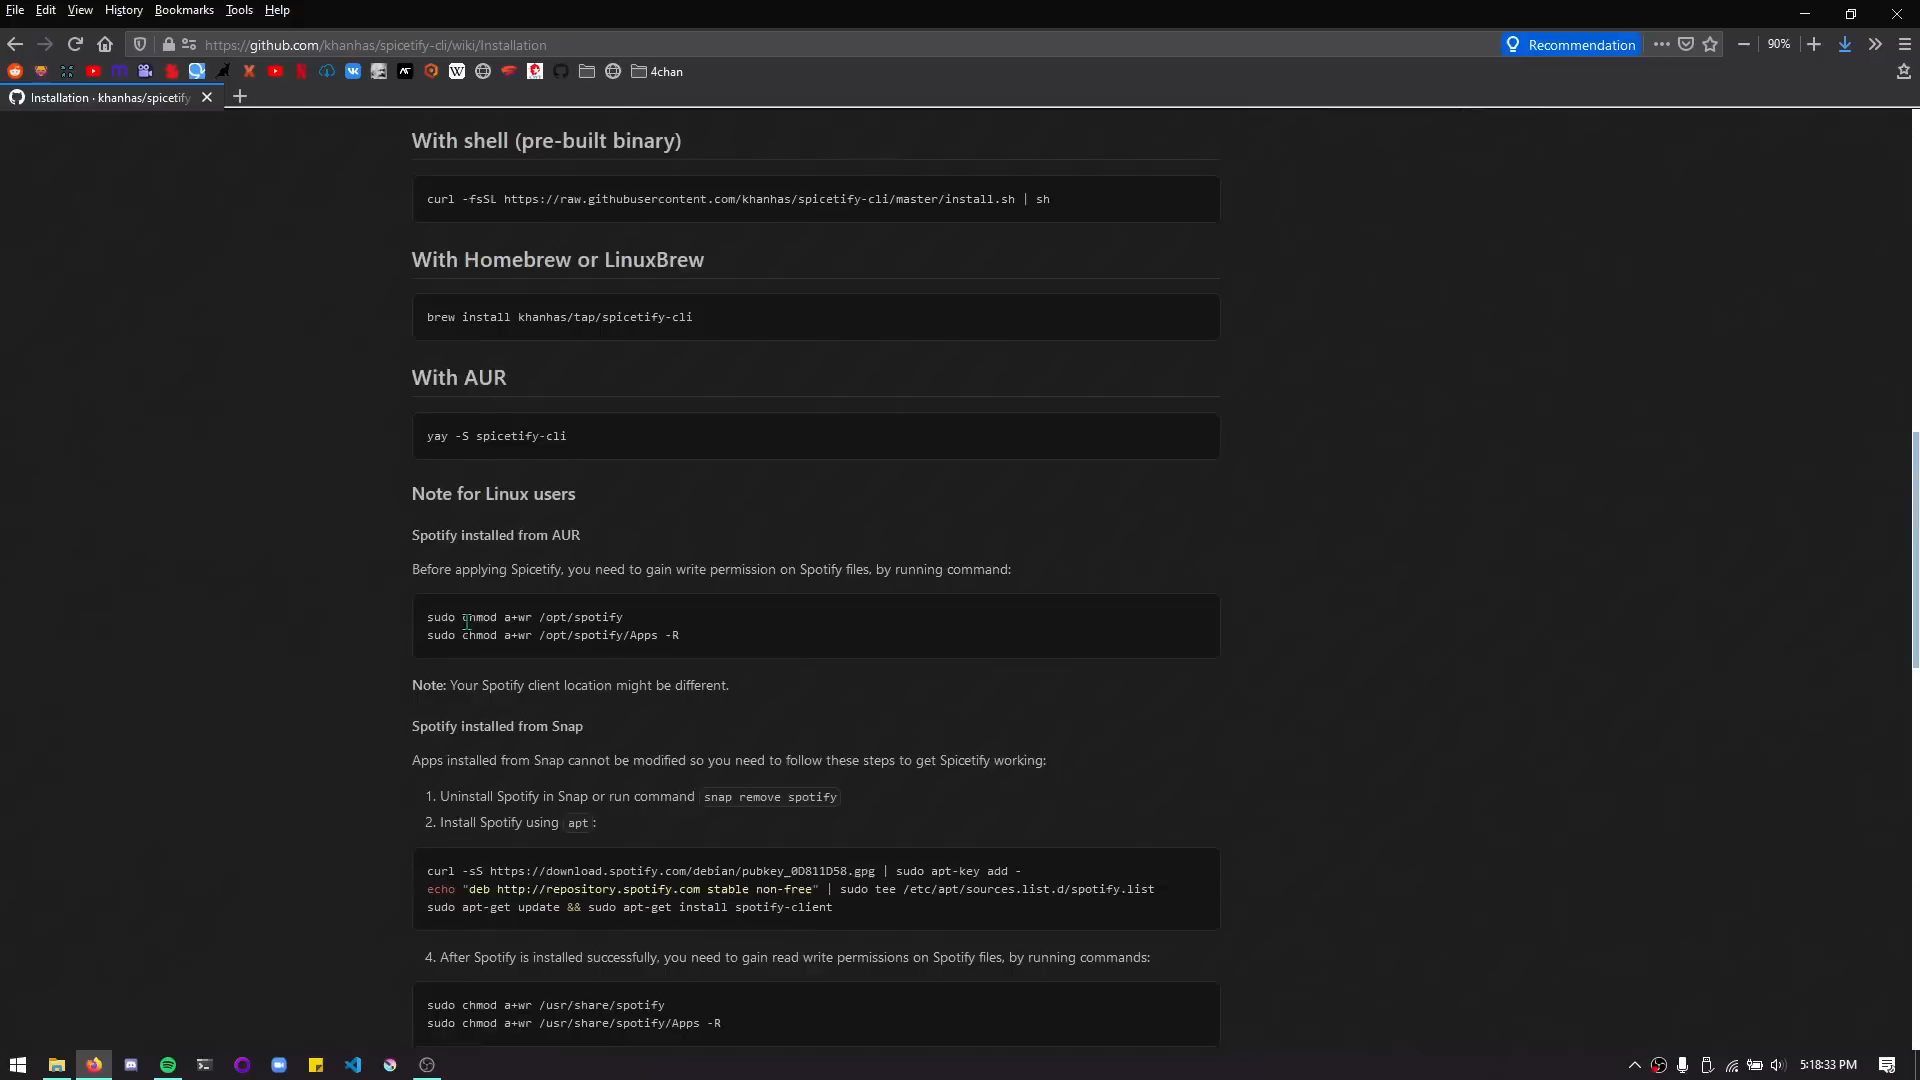 File Edit View History Bookmarks Tools Help
https://github.com/khanhas/spicetify-cli/wiki/Installation
Recommendation
90%
4chan
Installation · khanhas/spicetify
With shell (pre-built binary)
curl -fsSL https://raw.githubusercontent.com/khanhas/spicetify-cli/master/install.sh | sh
With Homebrew or LinuxBrew
brew install khanhas/tap/spicetify-cli
With AUR
yay -S spicetify-cli
Note for Linux users
Spotify installed from AUR
Before applying Spicetify, you need to gain write permission on Spotify files, by running command:
sudo chmod a+wr /opt/spotify
sudo chmod a+wr /opt/spotify/Apps -R
Note: Your Spotify client location might be different.
Spotify installed from Snap
Apps installed from Snap cannot be modified so you need to follow these steps to get Spicetify working:
1. Uninstall Spotify in Snap or run command snap remove spotify
2. Install Spotify using apt:
curl -sS https://download.spotify.com/debian/pubkey_0D811D58.gpg | sudo apt-key add -
echo "deb http://repository.spotify.com stable non-free" | sudo tee /etc/apt/sources.list.d/spotify.list
sudo apt-get update && sudo apt-get install spotify-client
4. After Spotify is installed successfully, you need to gain read write permissions on Spotify files, by running commands:
sudo chmod a+wr /usr/share/spotify
sudo chmod a+wr /usr/share/spotify/Apps -R
5:18:33 PM